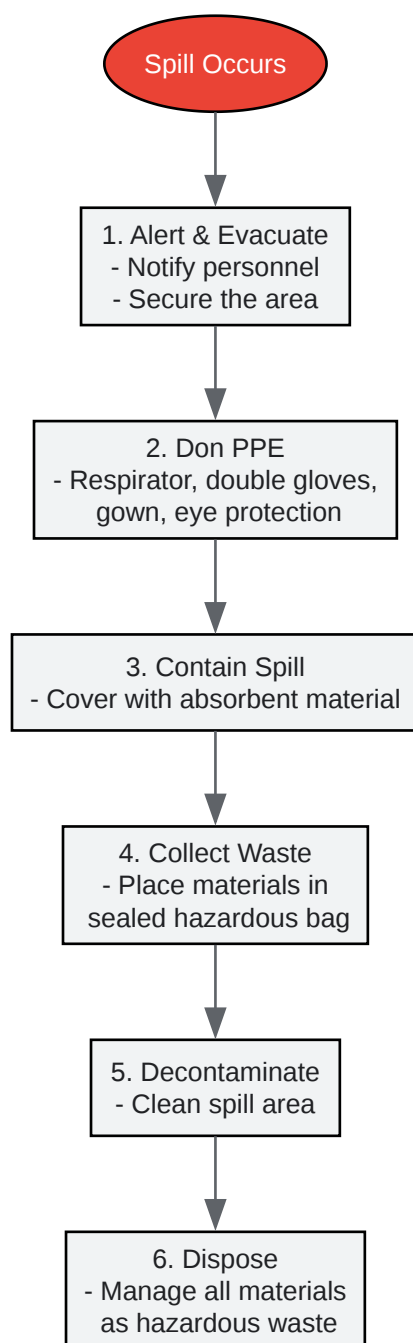 Spill Occurs
1. Alert & Evacuate
- Notify personnel
- Secure the area
2. Don PPE
- Respirator, double gloves,
gown, eye protection
3. Contain Spill
- Cover with absorbent material
4. Collect Waste
- Place materials in
sealed hazardous bag
5. Decontaminate
- Clean spill area
6. Dispose
- Manage all materials
as hazardous waste